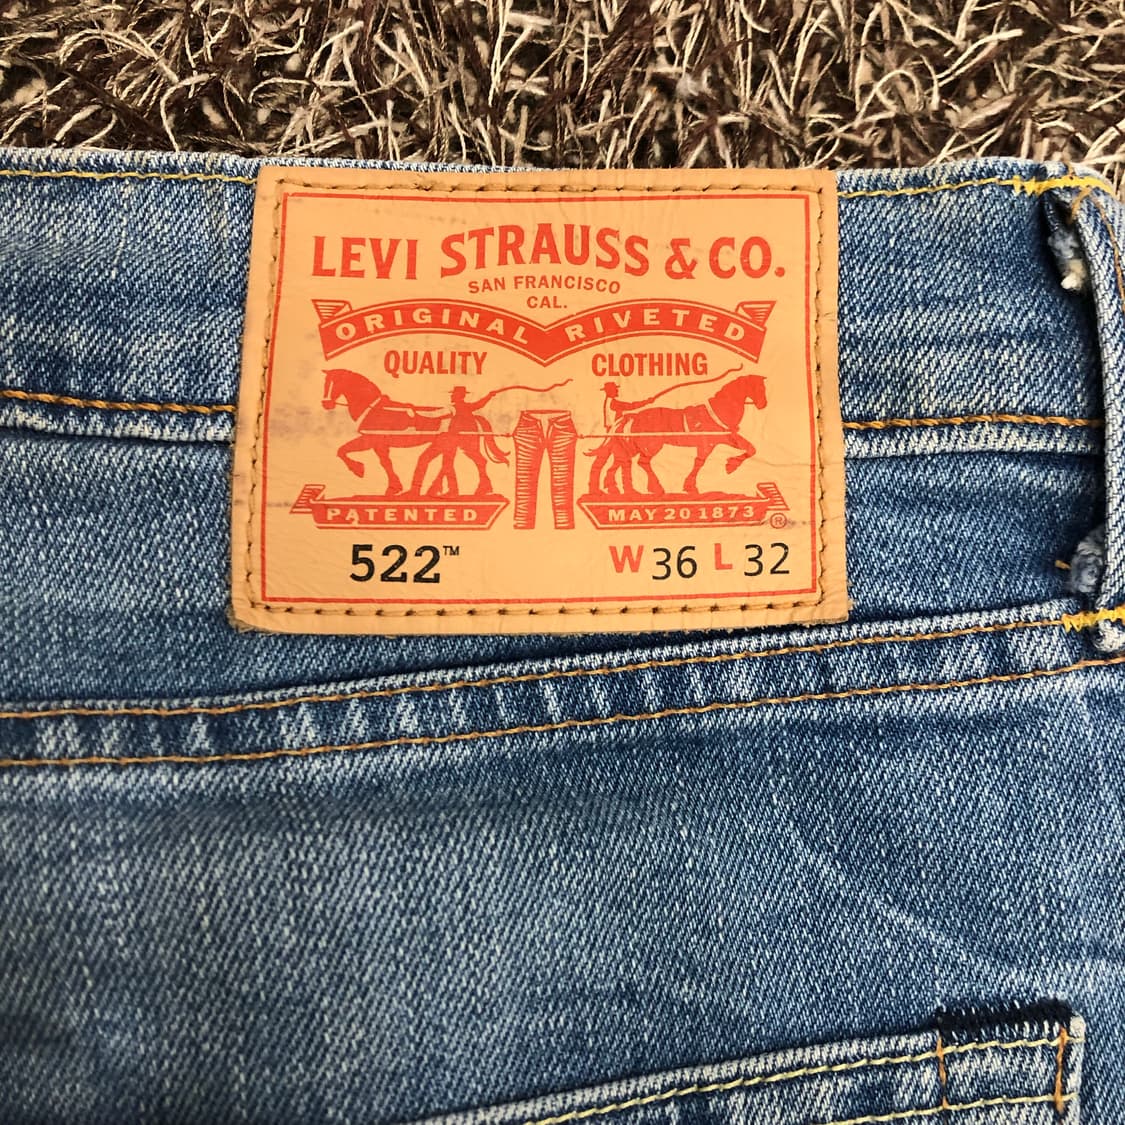 LEVI STRAUSS & CO.
SAN FRANCISCO
CAL.
ORIGINAL RIVETED
QUALITY CLOTHING
PATENTED MAY 20 1873 ®
522™ W36 L32